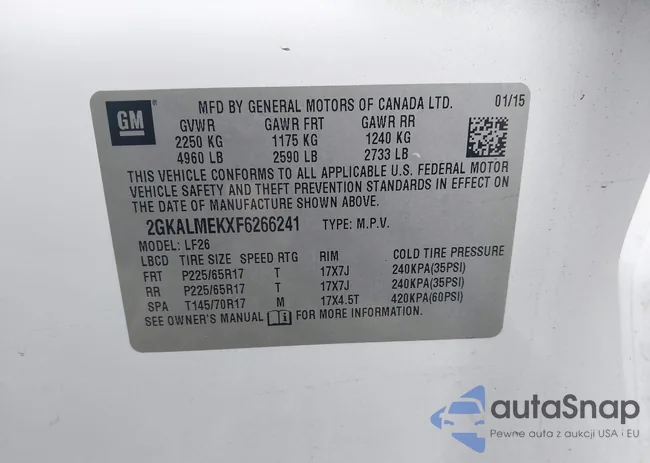 GM
MFD BY GENERAL MOTORS OF CANADA LTD. 01/15
GVWR GAWR FRT GAWR RR
2250 KG 1175 KG 1240 KG
4960 LB 2590 LB 2733 LB
THIS VEHICLE CONFORMS TO ALL APPLICABLE U.S. FEDERAL MOTOR
VEHICLE SAFETY AND THEFT PREVENTION STANDARDS IN EFFECT ON
THE DATE OF MANUFACTURE SHOWN ABOVE.
2GKALMEKXF6266241 TYPE: M.P.V.
MODEL: LF26
LBCD TIRE SIZE SPEED RTG RIM COLD TIRE PRESSURE
FRT P225/65R17 T 17X7J 240KPA(35PSI)
RR P225/65R17 T 17X7J 240KPA(35PSI)
SPA T145/70R17 M 17X4.5T 420KPA(60PSI)
SEE OWNER'S MANUAL FOR MORE INFORMATION.
autaSnap
Pewne auta z aukcji USA i EU